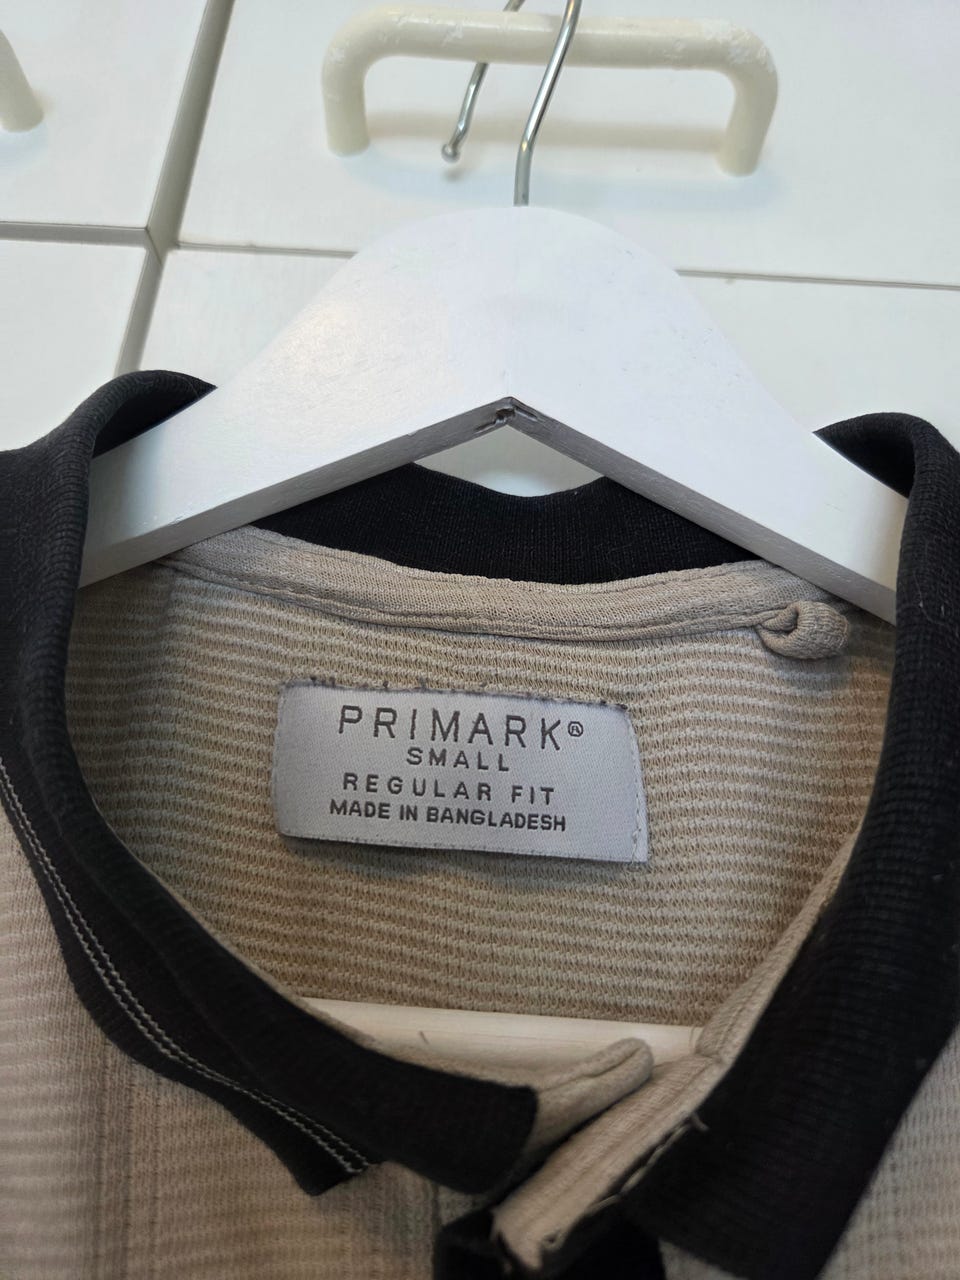 PRIMARK®
SMALL
REGULAR FIT
MADE IN BANGLADESH